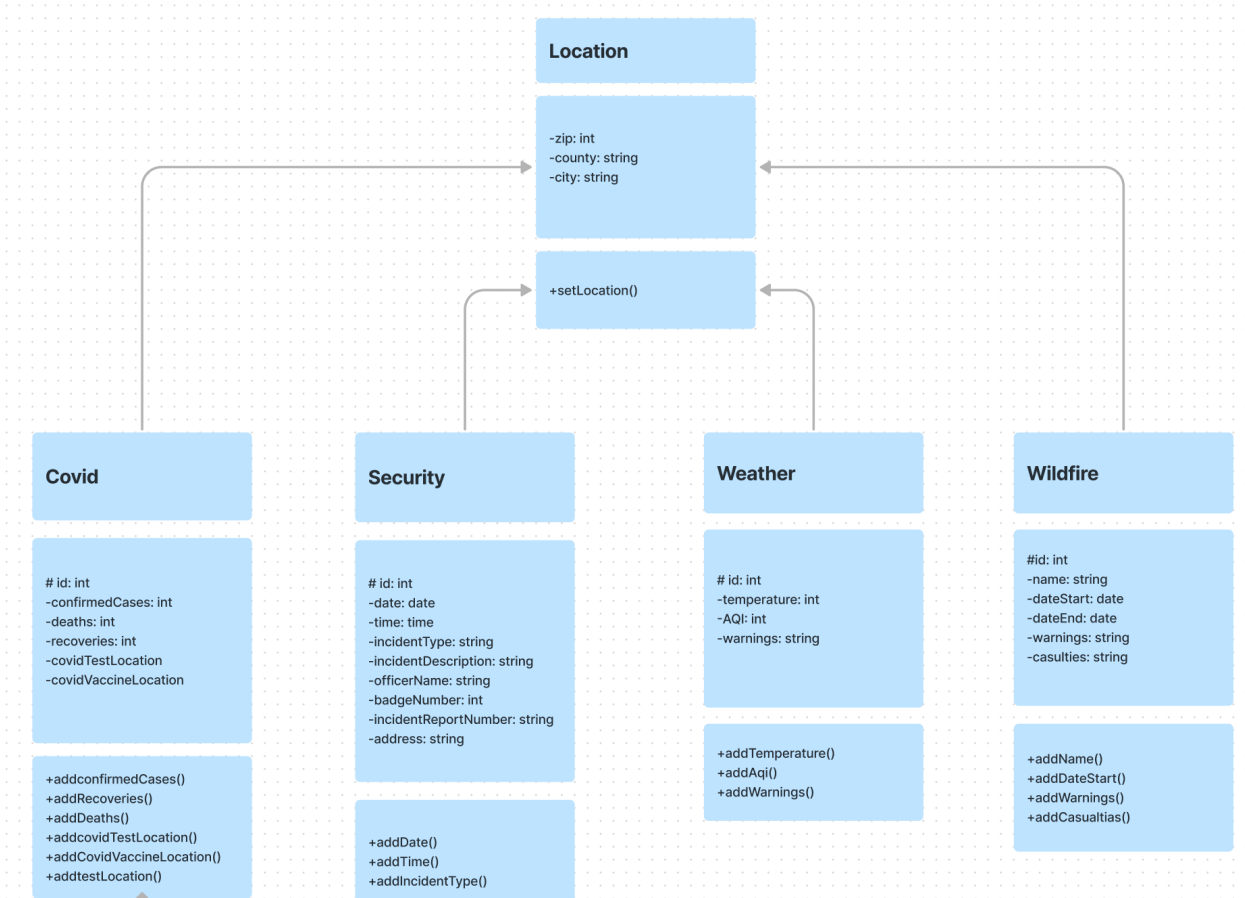 Location
-zip: int
-county: string
-city: string
+setLocation()
Covid
# id: int
-confirmedCases: int
-deaths: int
-recoveries: int
-covidTestLocation
-covidVaccineLocation
+addconfirmedCases()
+addRecoveries()
+addDeaths()
+addcovidTestLocation()
+addCovidVaccineLocation()
+addtestLocation()
Security
# id: int
-date: date
-time: time
-incidentType: string
-incidentDescription: string
-officerName: string
-badgeNumber: int
-incidentReportNumber: string
-address: string
+addDate()
+addTime()
+addIncidentType()
Weather
# id: int
-temperature: int
-AQI: int
-warnings: string
+addTemperature()
+addAqi()
+addWarnings()
Wildfire
#id: int
-name: string
-dateStart: date
-dateEnd: date
-warnings: string
-casulties: string
+addName()
+addDateStart()
+addWarnings()
+addCasualtias()